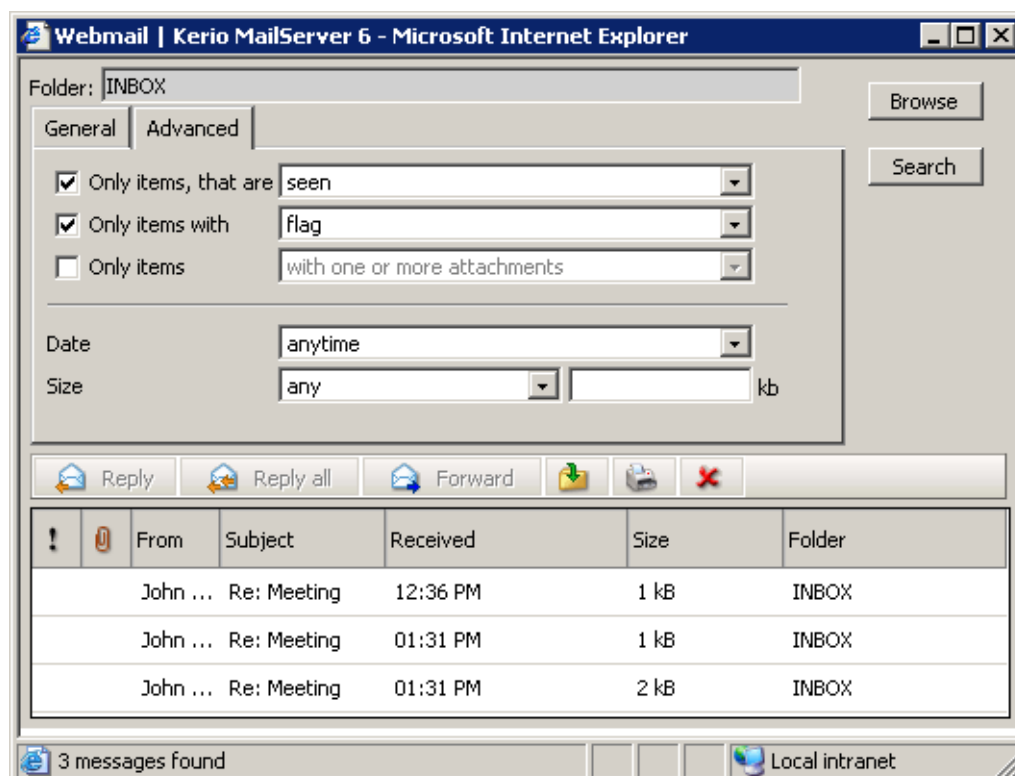 Webmail | Kerio MailServer 6 - Microsoft Internet Explorer
Folder: INBOX
Browse
General Advanced
Search
Only items, that are seen
Only items with flag
Only items with one or more attachments
Date anytime
Size any kb
Reply Reply all Forward
! From Subject Received Size Folder
John ... Re: Meeting 12:36 PM 1 kB INBOX
John ... Re: Meeting 01:31 PM 1 kB INBOX
John ... Re: Meeting 01:31 PM 2 kB INBOX
3 messages found Local intranet